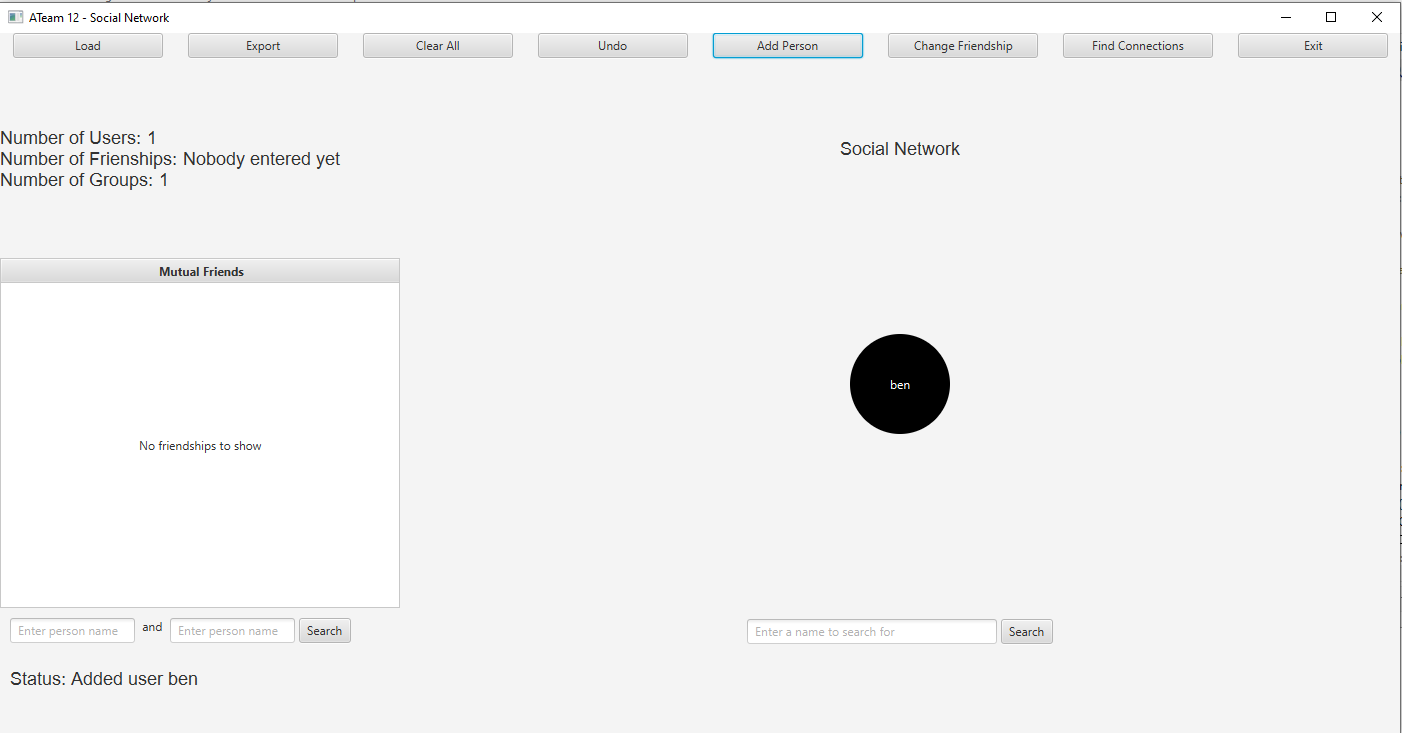 ATeam 12 - Social Network
Load Export Clear All Undo Add Person Change Friendship Find Connections Exit
Number of Users: 1
Number of Frienships: Nobody entered yet
Number of Groups: 1
Social Network
Mutual Friends
No friendships to show
ben
Enter person name and Enter person name Search
Enter a name to search for Search
Status: Added user ben